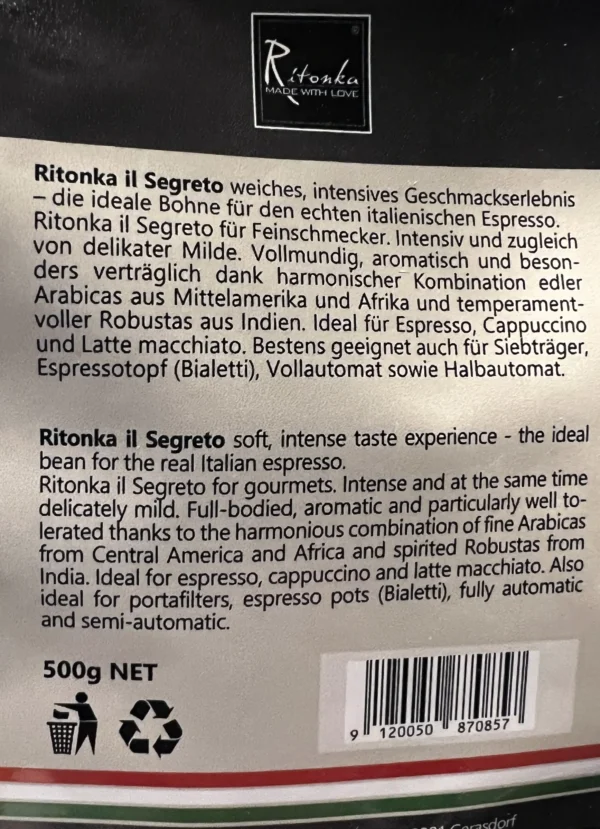 Ritonka
MADE WITH LOVE
Ritonka il Segreto weiches, intensives Geschmackserlebnis
– die ideale Bohne für den echten italienischen Espresso.
Ritonka il Segreto für Feinschmecker. Intensiv und zugleich
von delikater Milde. Vollmundig, aromatisch und beson-
ders verträglich dank harmonischer Kombination edler
Arabicas aus Mittelamerika und Afrika und temperament-
voller Robustas aus Indien. Ideal für Espresso, Cappuccino
und Latte macchiato. Bestens geeignet auch für Siebträger,
Espressotopf (Bialetti), Vollautomat sowie Halbautomat.
Ritonka il Segreto soft, intense taste experience - the ideal
bean for the real Italian espresso.
Ritonka il Segreto for gourmets. Intense and at the same time
delicately mild. Full-bodied, aromatic and particularly well to-
lerated thanks to the harmonious combination of fine Arabicas
from Central America and Africa and spirited Robustas from
India. Ideal for espresso, cappuccino and latte macchiato. Also
ideal for portafilters, espresso pots (Bialetti), fully automatic
and semi-automatic.
500g NET
9 120050 870857
Gerasdorf